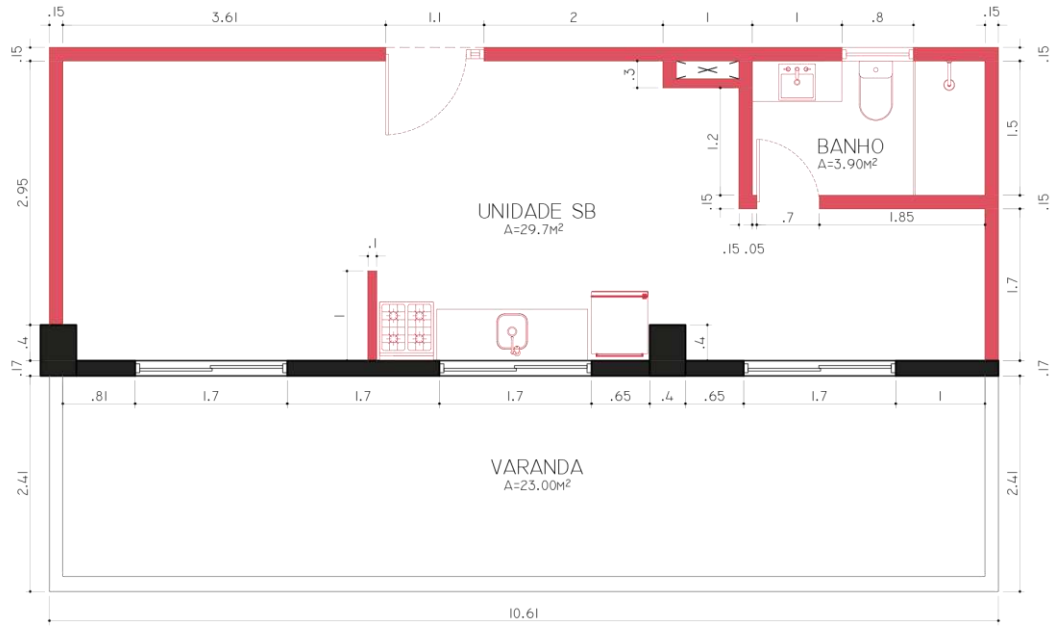 .15 3.61 1.1 2 1 1 .8 .15
.15 .15
.3
1.2 1.5
BANHO
A=3.90M²
2.95
UNIDADE SB
A=29.7M²
.15 .15
.7 1.85
.15 .05
.1
1 1.7
.4 .4
.17 .17
.81 1.7 1.7 1.7 .65 .4 .65 1.7 1
VARANDA
A=23.00M²
2.41 2.41
10.61